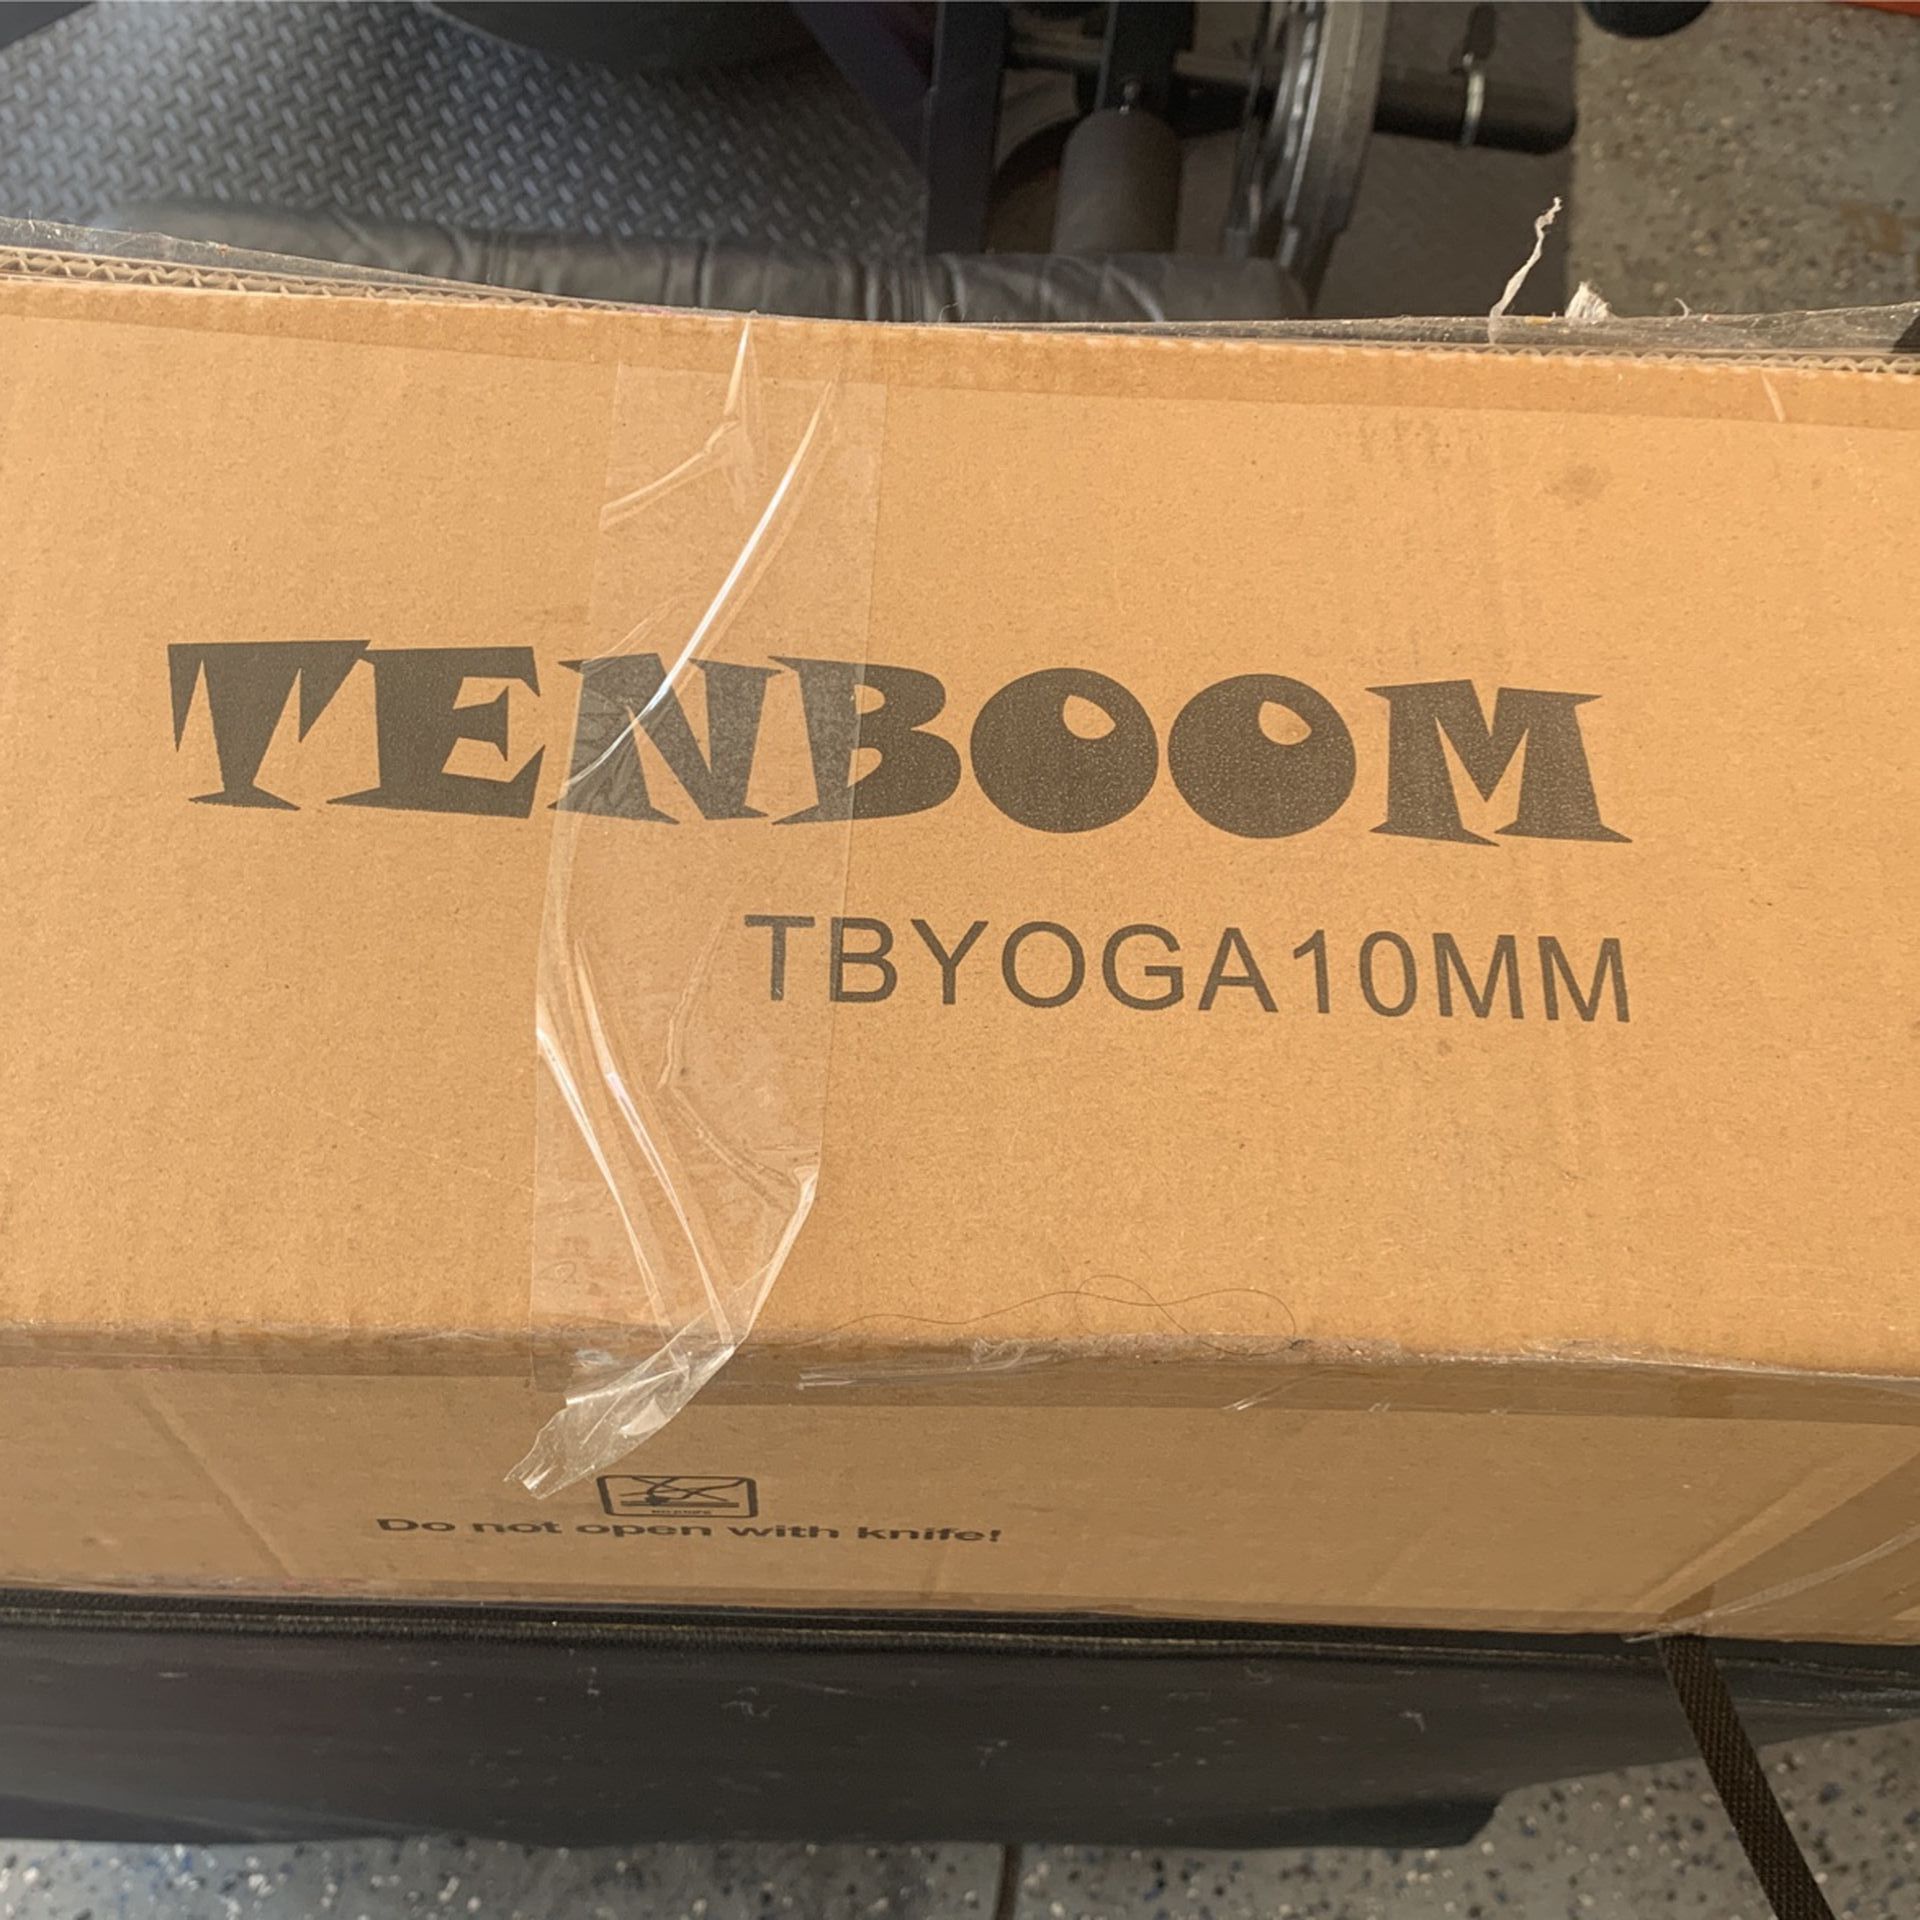 TENBOOM
TBYOGA10MM
Do not open with knife!